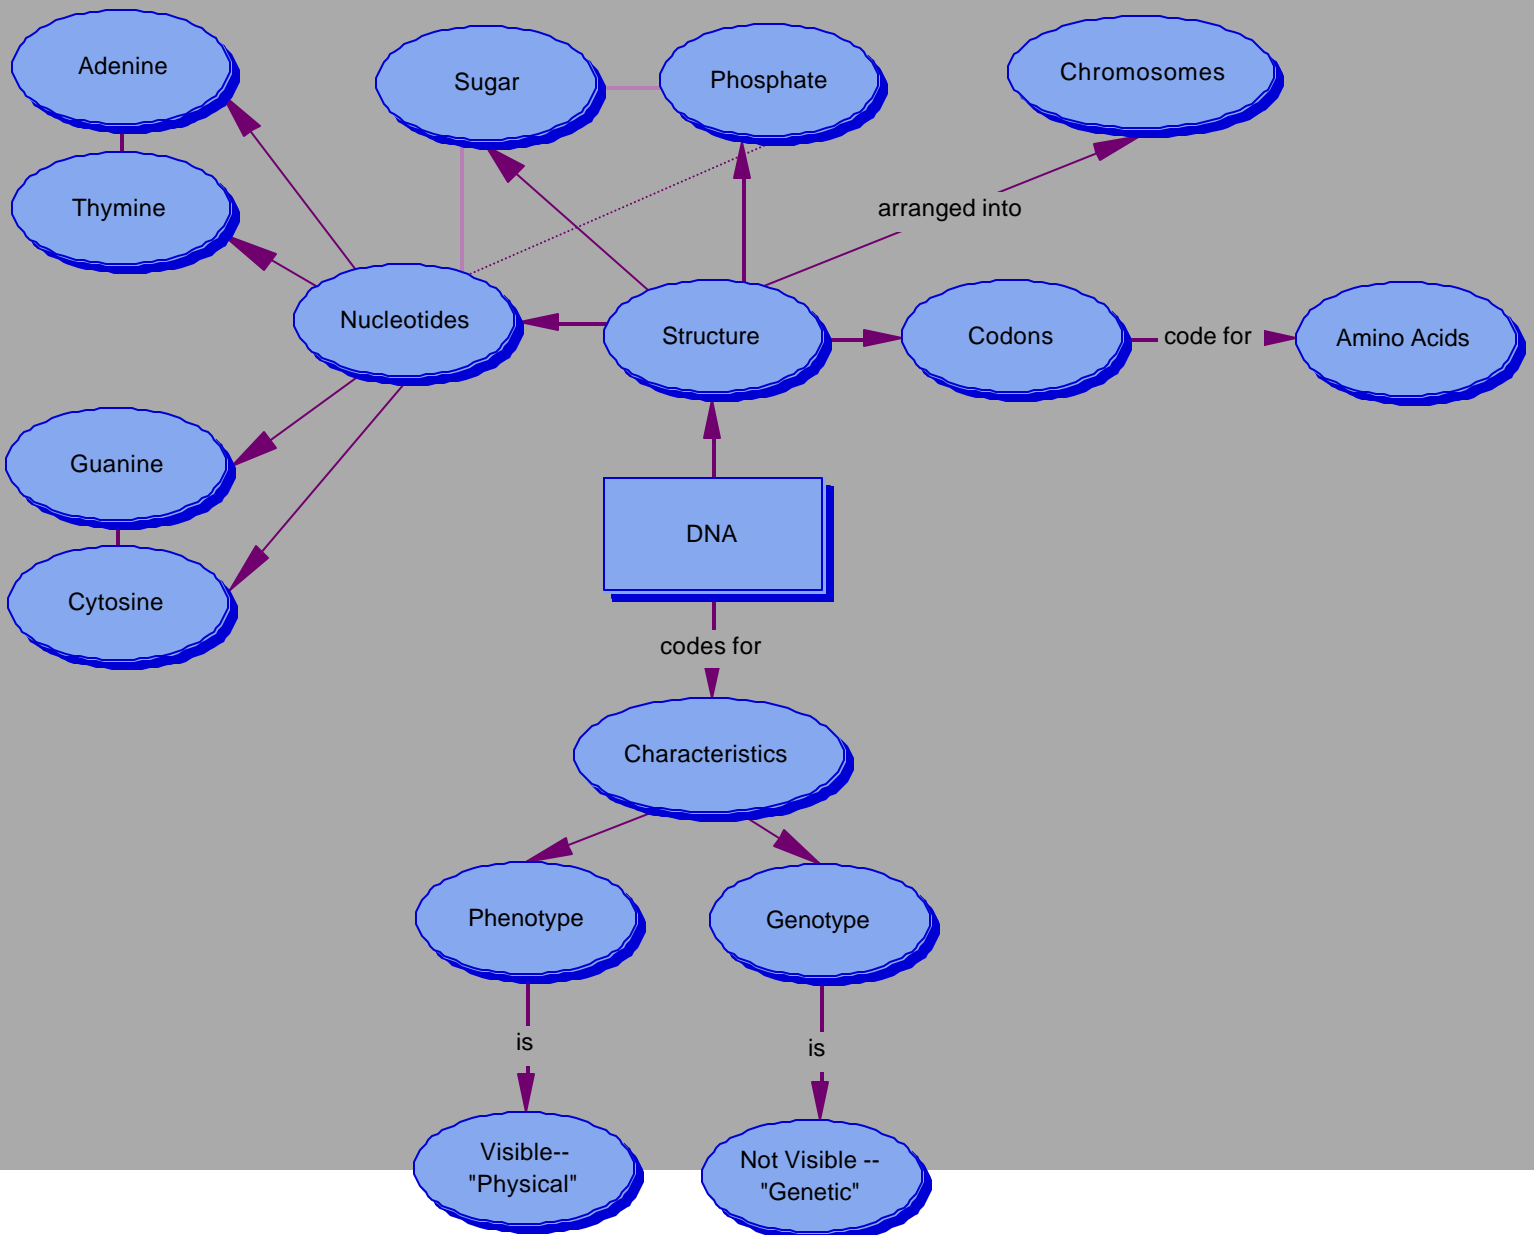 Adenine
Sugar
Phosphate
Chromosomes
Thymine
arranged into
Nucleotides
Structure
Codons
code for
Amino Acids
Guanine
DNA
Cytosine
codes for
Characteristics
Phenotype
Genotype
is
is
Visible--
"Physical"
Not Visible --
"Genetic"